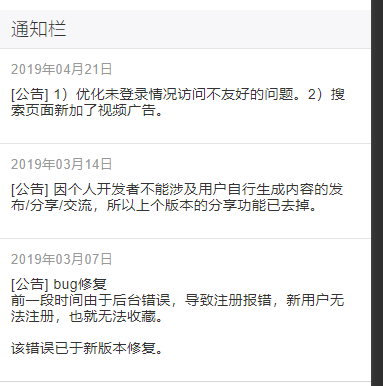 通知栏
2019年04月21日
[公告] 1）优化未登录情况访问不友好的问题。2）搜
索页面新加了视频广告。
2019年03月14日
[公告] 因个人开发者不能涉及用户自行生成内容的发
布/分享/交流，所以上个版本的分享功能已去掉。
2019年03月07日
[公告] bug修复
前一段时间由于后台错误，导致注册报错，新用户无
法注册，也就无法收藏。
该错误已于新版本修复。